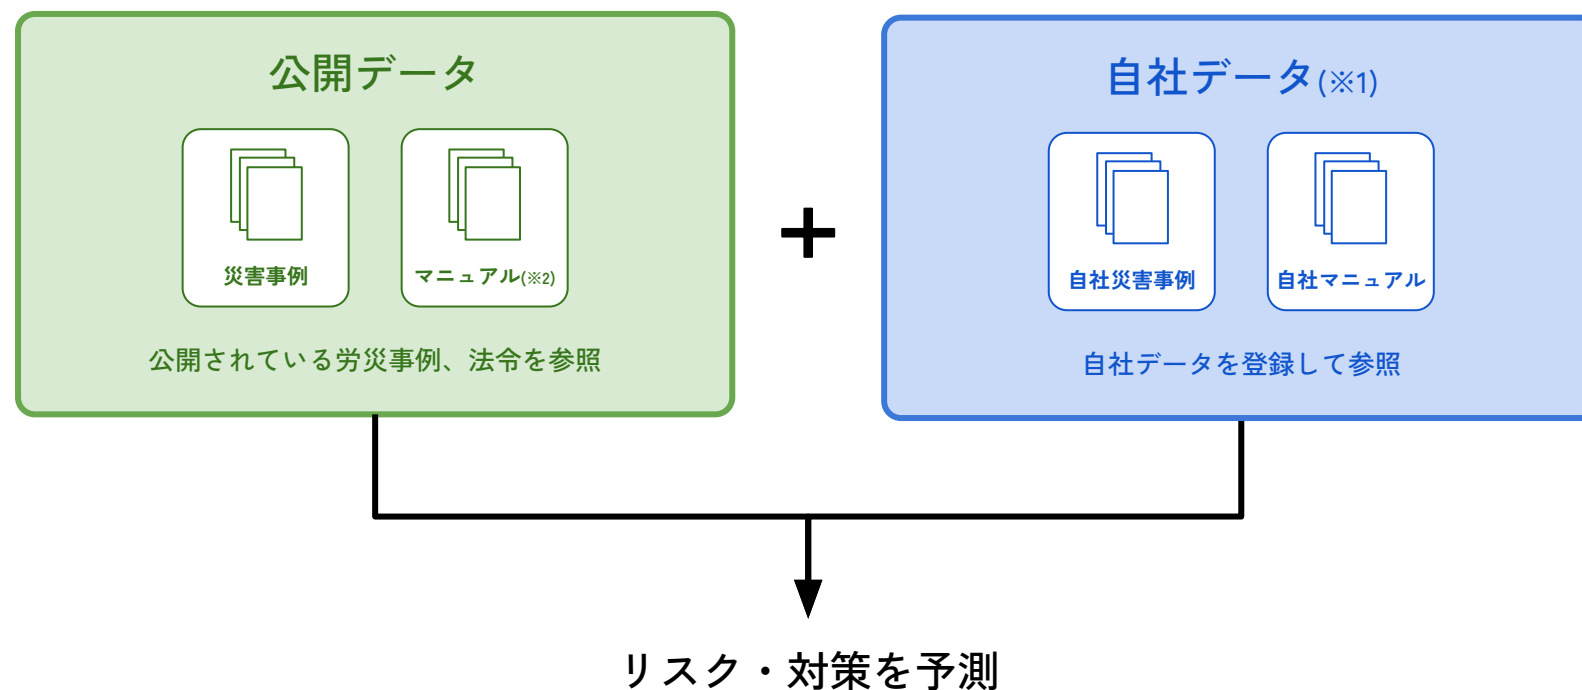 公開データ
災害事例
マニュアル(※2)
公開されている労災事例、法令を参照
+
自社データ(※1)
自社災害事例
自社マニュアル
自社データを登録して参照
リスク・対策を予測